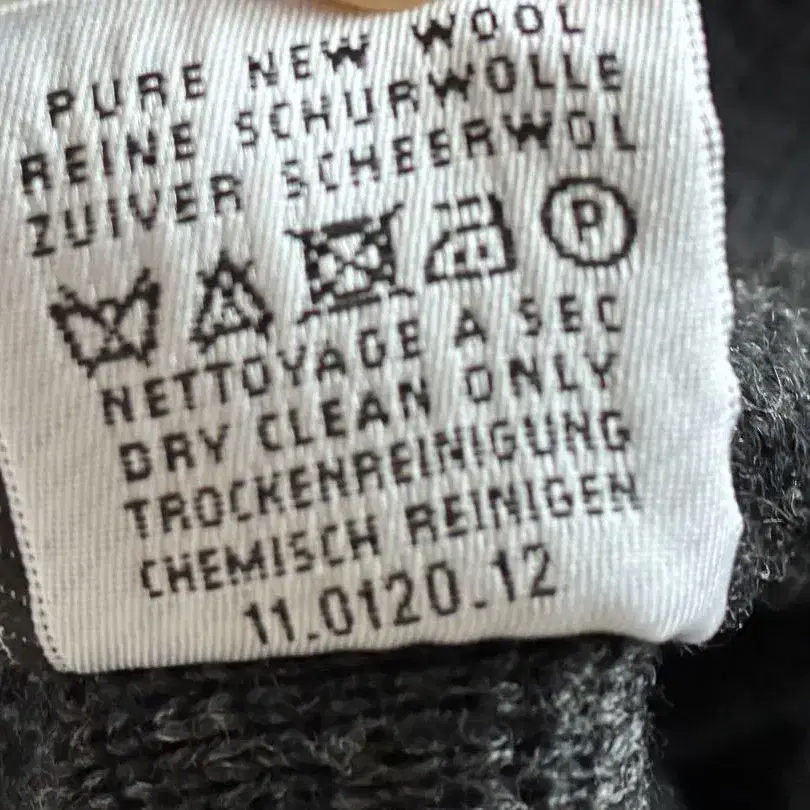 PURE NEW WOOL
REINE SCHURWOLLE
ZUIVER SCHEERWOL
P
NETTOYAGE A SEC
DRY CLEAN ONLY
TROCKENREINIGUNG
CHEMISCH REINIGEN
11.0120.12